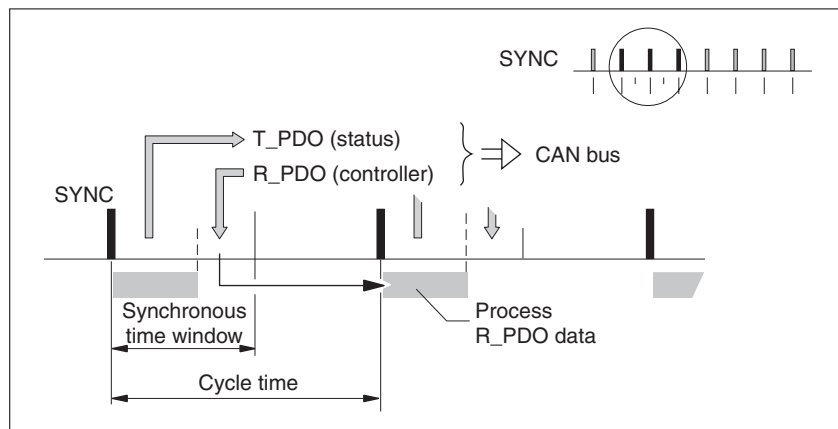 SYNC
T_PDO (status)
R_PDO (controller)
CAN bus
SYNC
Synchronous
time window
Process
R_PDO data
Cycle time